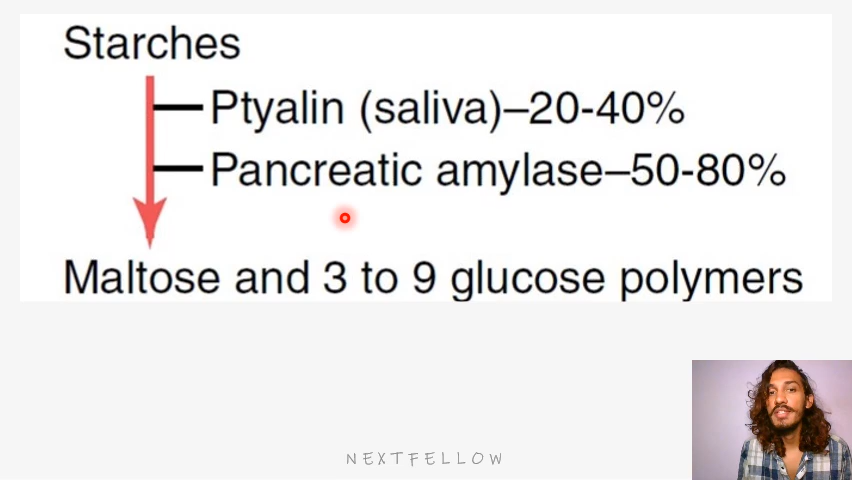 Starches
Ptyalin (saliva)–20-40%
Pancreatic amylase–50-80%
Maltose and 3 to 9 glucose polymers
NEXTFELLOW